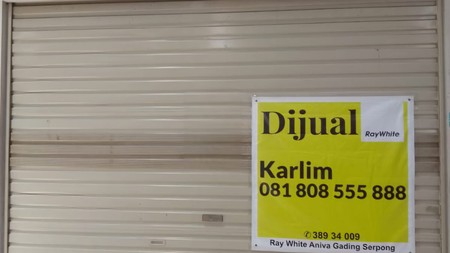 Dijual
RayWhite
Karlim
081 808 555 888
✆ 389 34 009
Ray White Aniva Gading Serpong